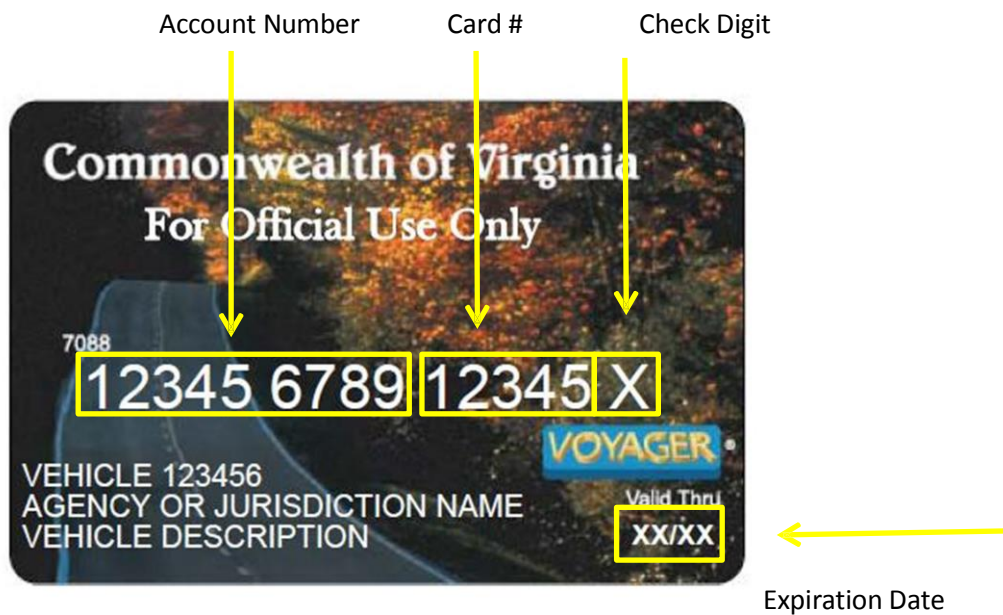 Account Number Card # Check Digit
Commonwealth of Virginia
For Official Use Only
7088
12345 6789 12345 X
VOYAGER ®
VEHICLE 123456
AGENCY OR JURISDICTION NAME
Valid Thru
VEHICLE DESCRIPTION XX/XX
Expiration Date